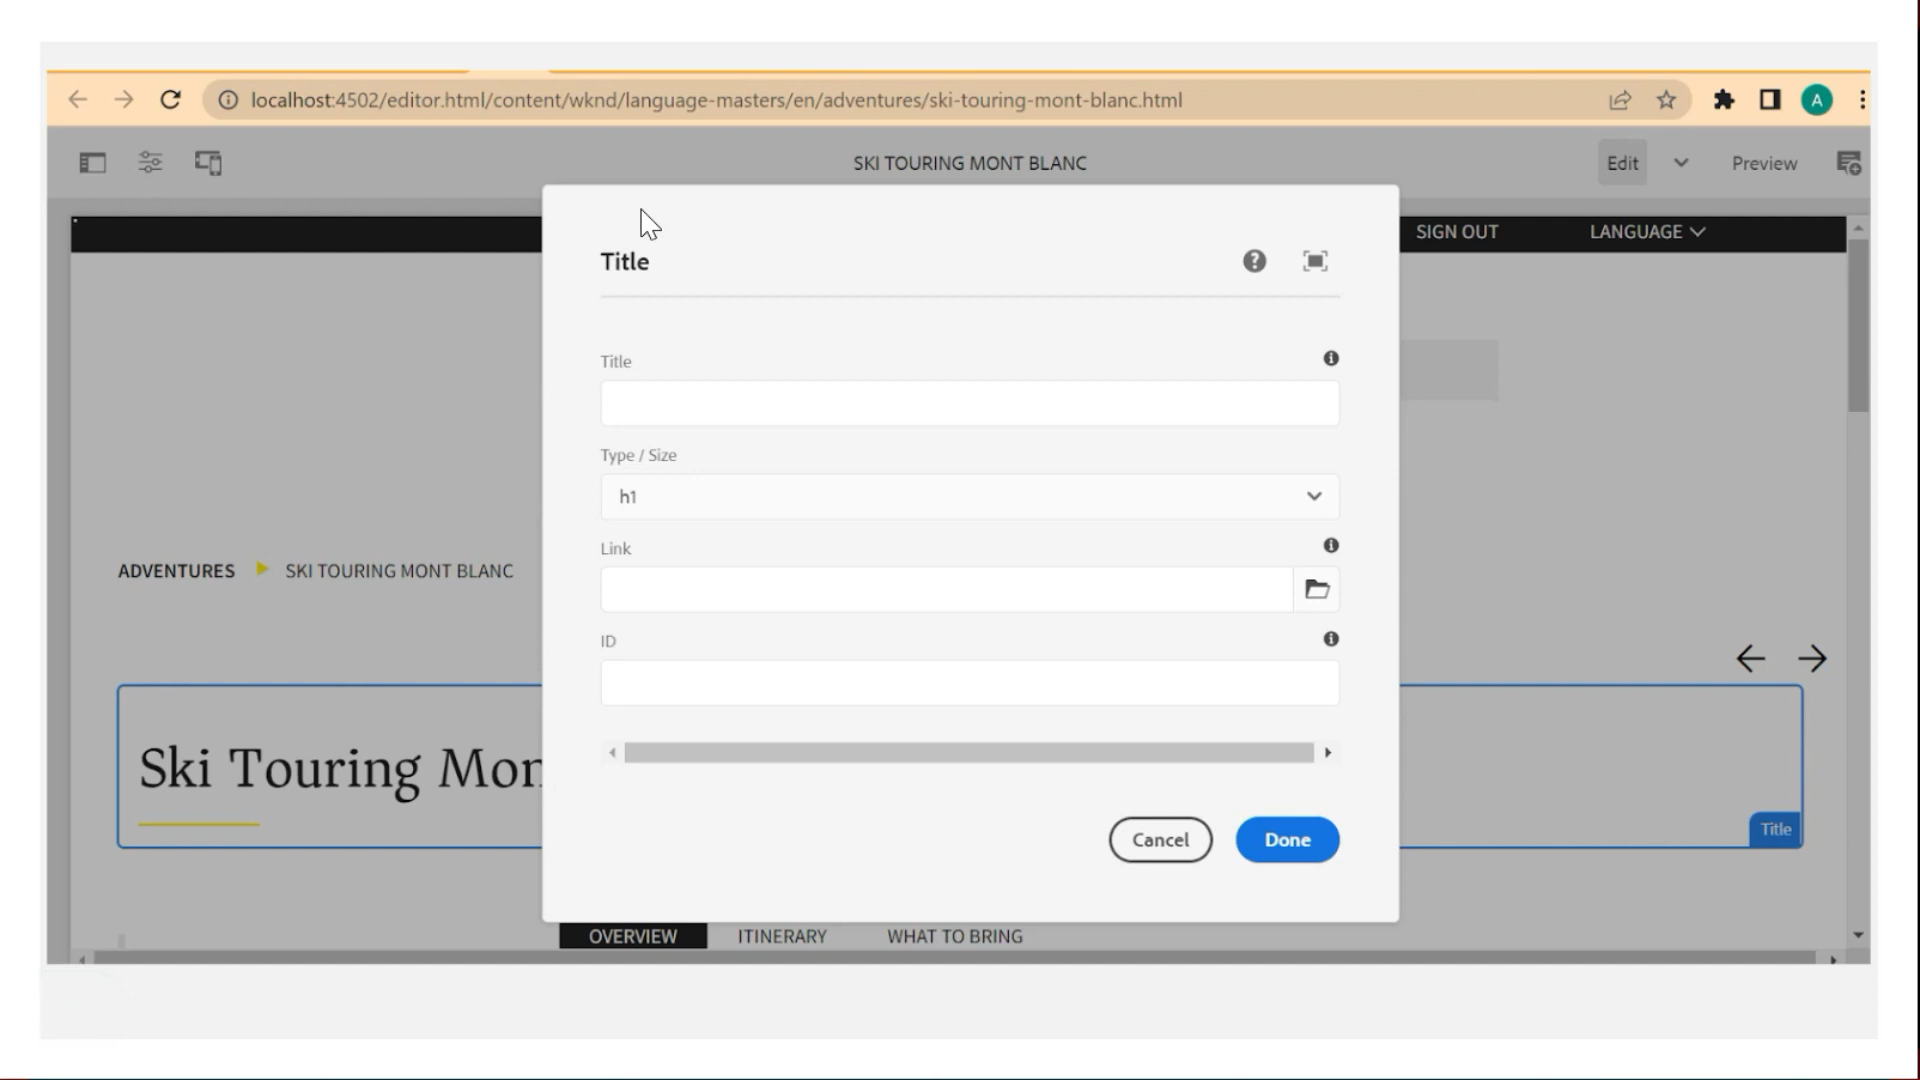 localhost:4502/editor.html/content/wknd/language-masters/en/adventures/ski-touring-mont-blanc.html
A
SKI TOURING MONT BLANC
Edit
Preview
SIGN OUT
LANGUAGE
Title
Title
Type / Size
h1
Link
ID
ADVENTURES
SKI TOURING MONT BLANC
Ski Touring Mon
Title
Cancel
Done
OVERVIEW
ITINERARY
WHAT TO BRING